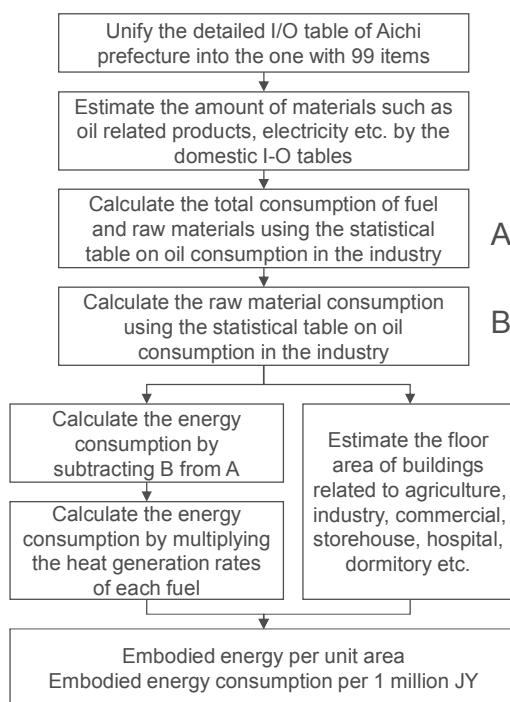 Unify the detailed I/O table of Aichi
prefecture into the one with 99 items
Estimate the amount of materials such as
oil related products, electricity etc. by the
domestic I-O tables
Calculate the total consumption of fuel
and raw materials using the statistical
table on oil consumption in the industry
A
Calculate the raw material consumption
using the statistical table on oil
consumption in the industry
B
Calculate the energy
consumption by
subtracting B from A
Calculate the energy
consumption by multiplying
the heat generation rates
of each fuel
Estimate the floor
area of buildings
related to agriculture,
industry, commercial,
storehouse, hospital,
dormitory etc.
Embodied energy per unit area
Embodied energy consumption per 1 million JY